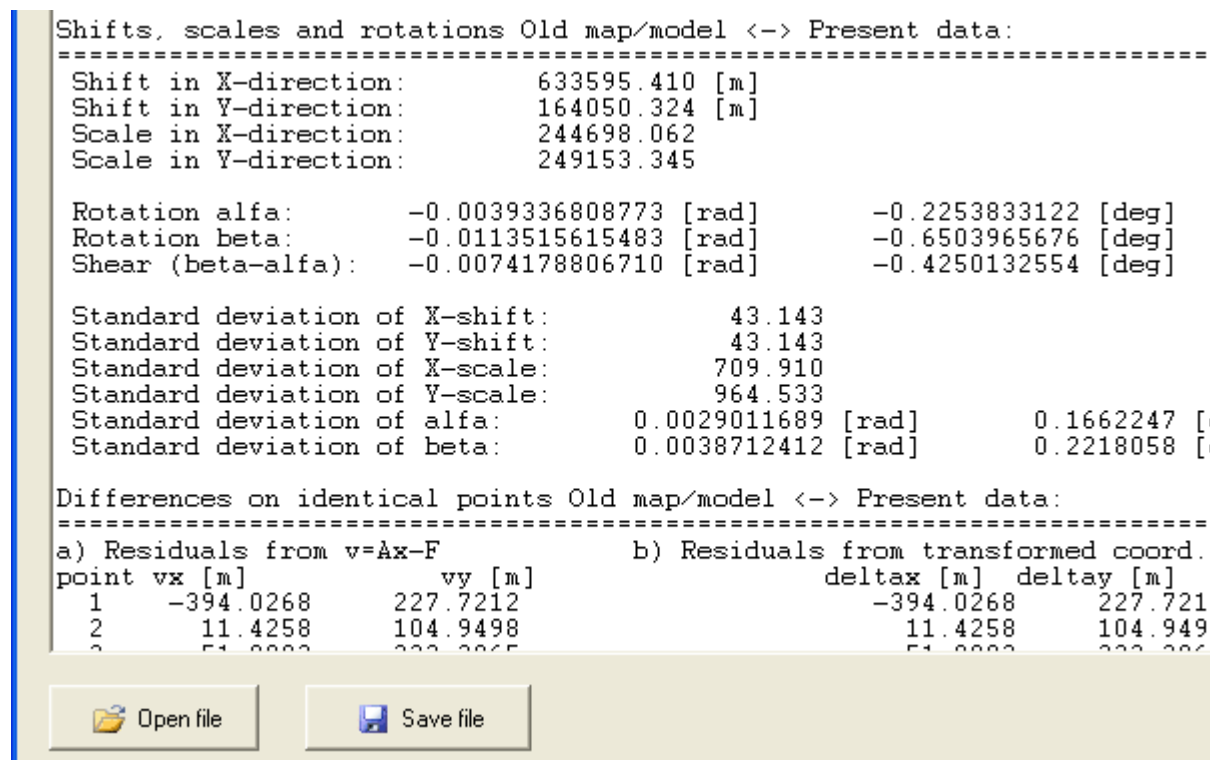 Shifts, scales and rotations Old map/model <-> Present data:
========================================================================
Shift in X-direction: 633595.410 [m]
Shift in Y-direction: 164050.324 [m]
Scale in X-direction: 244698.062
Scale in Y-direction: 249153.345
Rotation alfa: -0.0039336808773 [rad] -0.2253833122 [deg]
Rotation beta: -0.0113515615483 [rad] -0.6503965676 [deg]
Shear (beta-alfa): -0.0074178806710 [rad] -0.4250132554 [deg]
Standard deviation of X-shift: 43.143
Standard deviation of Y-shift: 43.143
Standard deviation of X-scale: 709.910
Standard deviation of Y-scale: 964.533
Standard deviation of alfa: 0.0029011689 [rad] 0.1662247 [
Standard deviation of beta: 0.0038712412 [rad] 0.2218058 [
Differences on identical points Old map/model <-> Present data:
========================================================================
a) Residuals from v=Ax-F b) Residuals from transformed coord.
point vx [m] vy [m] deltax [m] deltay [m]
1 -394.0268 227.7212 -394.0268 227.721
2 11.4258 104.9498 11.4258 104.949
Open file Save file